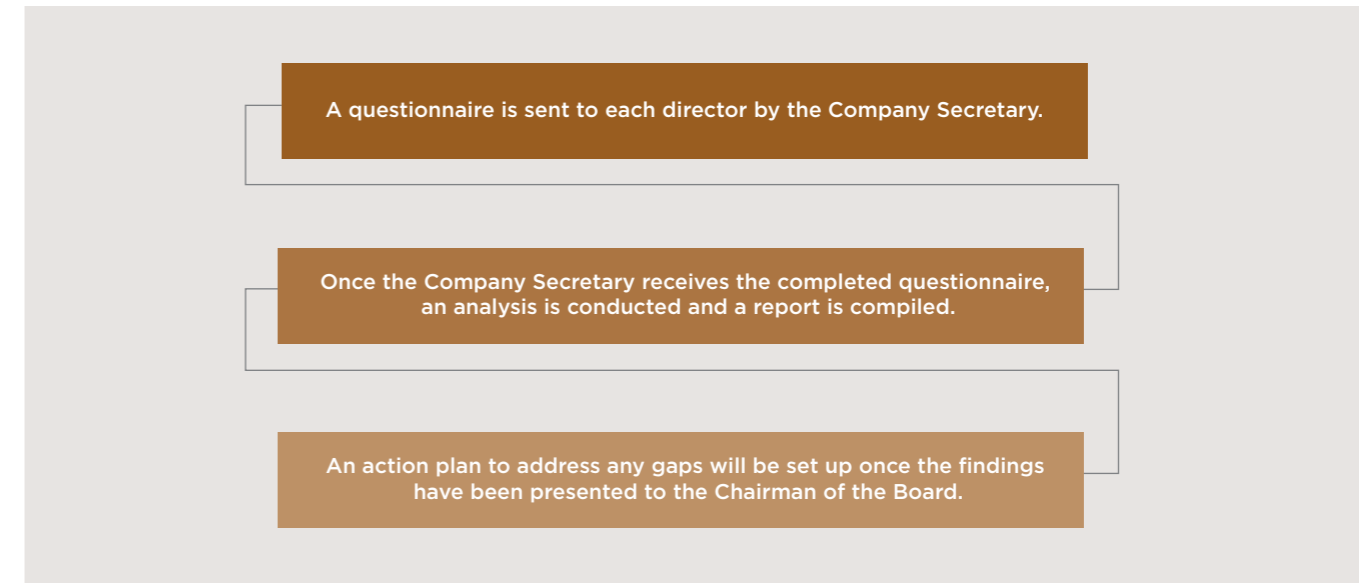 A questionnaire is sent to each director by the Company Secretary.
Once the Company Secretary receives the completed questionnaire,
an analysis is conducted and a report is compiled.
An action plan to address any gaps will be set up once the findings
have been presented to the Chairman of the Board.